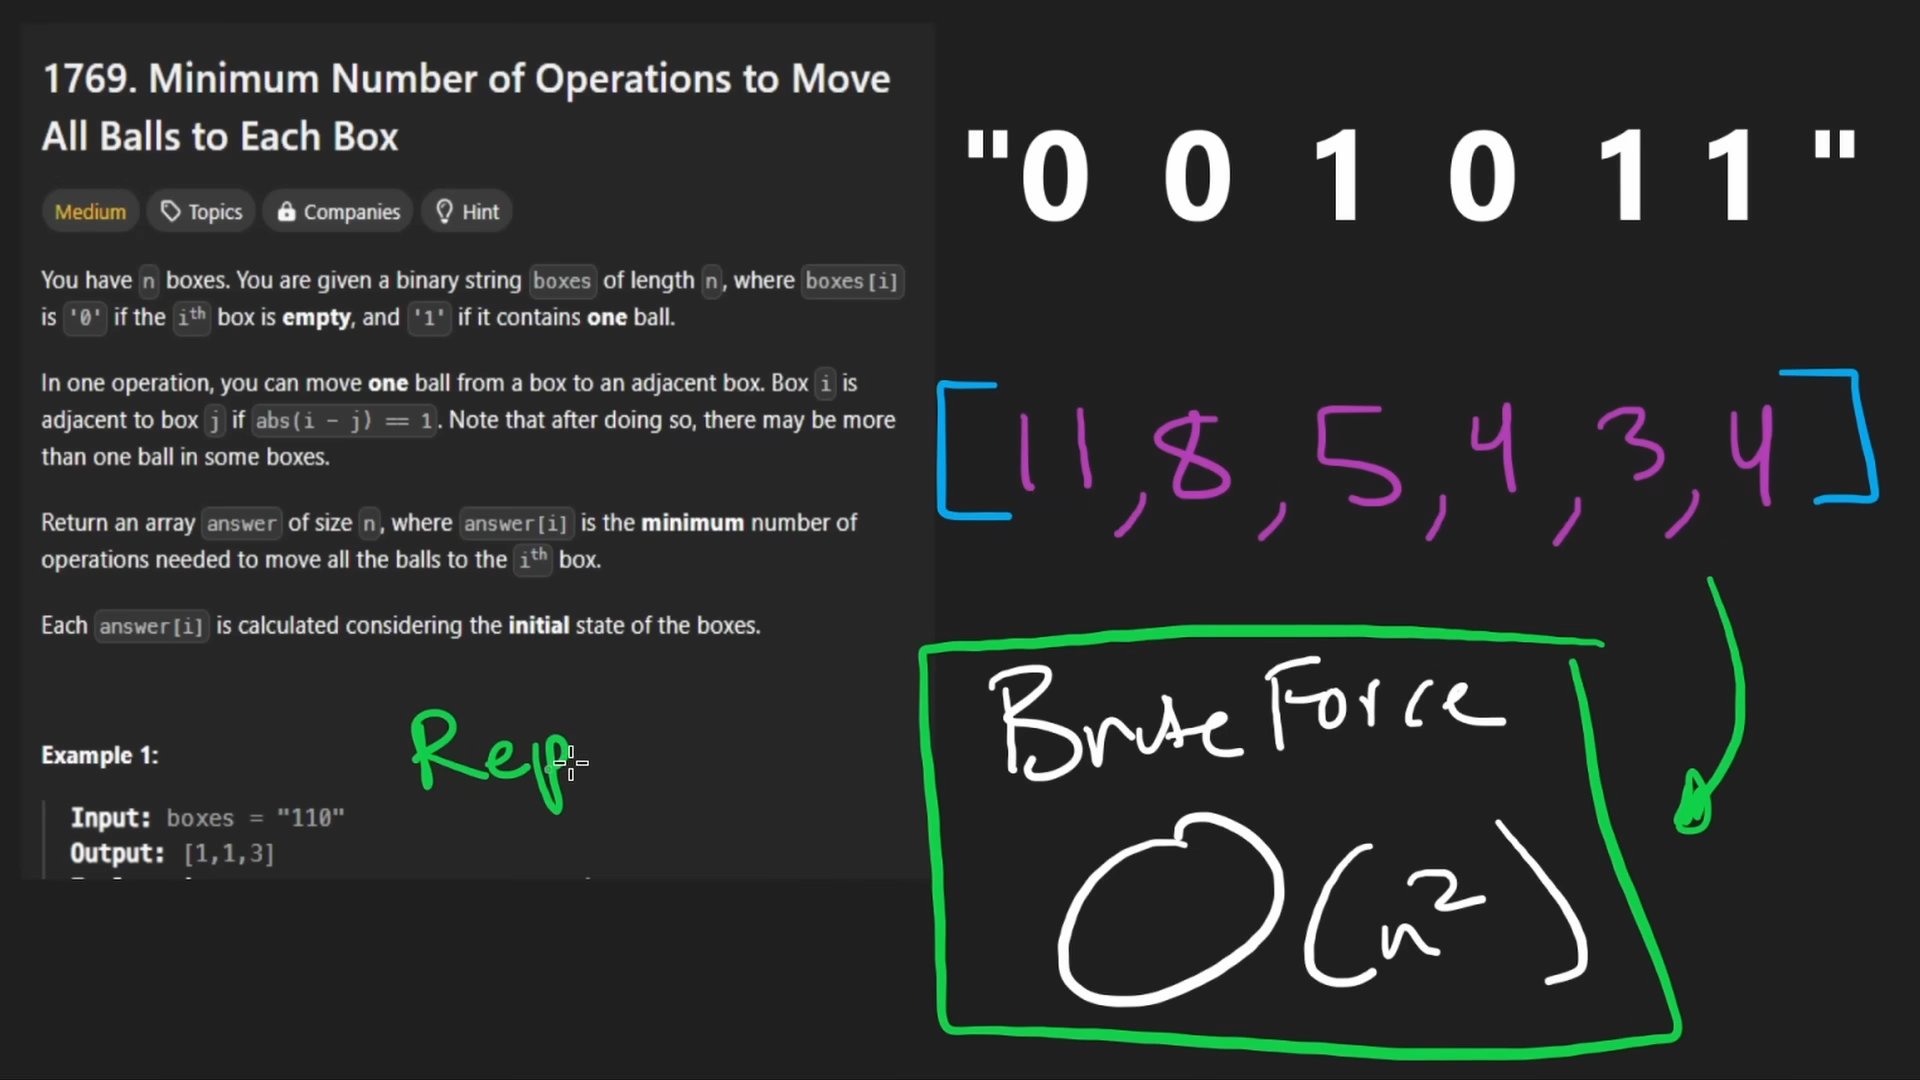 1769. Minimum Number of Operations to Move
All Balls to Each Box
Medium Topics Companies Hint
You have n boxes. You are given a binary string boxes of length n, where boxes[i]
is '0' if the iᵗʰ box is empty, and '1' if it contains one ball.
In one operation, you can move one ball from a box to an adjacent box. Box i is
adjacent to box j if abs(i - j) == 1. Note that after doing so, there may be more
than one ball in some boxes.
Return an array answer of size n, where answer[i] is the minimum number of
operations needed to move all the balls to the iᵗʰ box.
Each answer[i] is calculated considering the initial state of the boxes.
Example 1:
Input: boxes = "110"
Output: [1,1,3]
Rep
"0 0 1 0 1 1"
[11, 8, 5, 4, 3, 4]
Brute Force
O(n²)